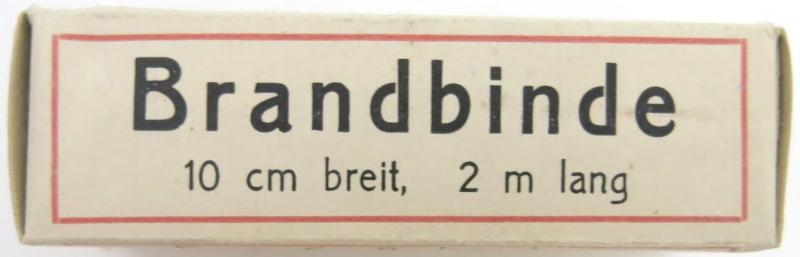 Brandbinde
10 cm breit, 2 m lang